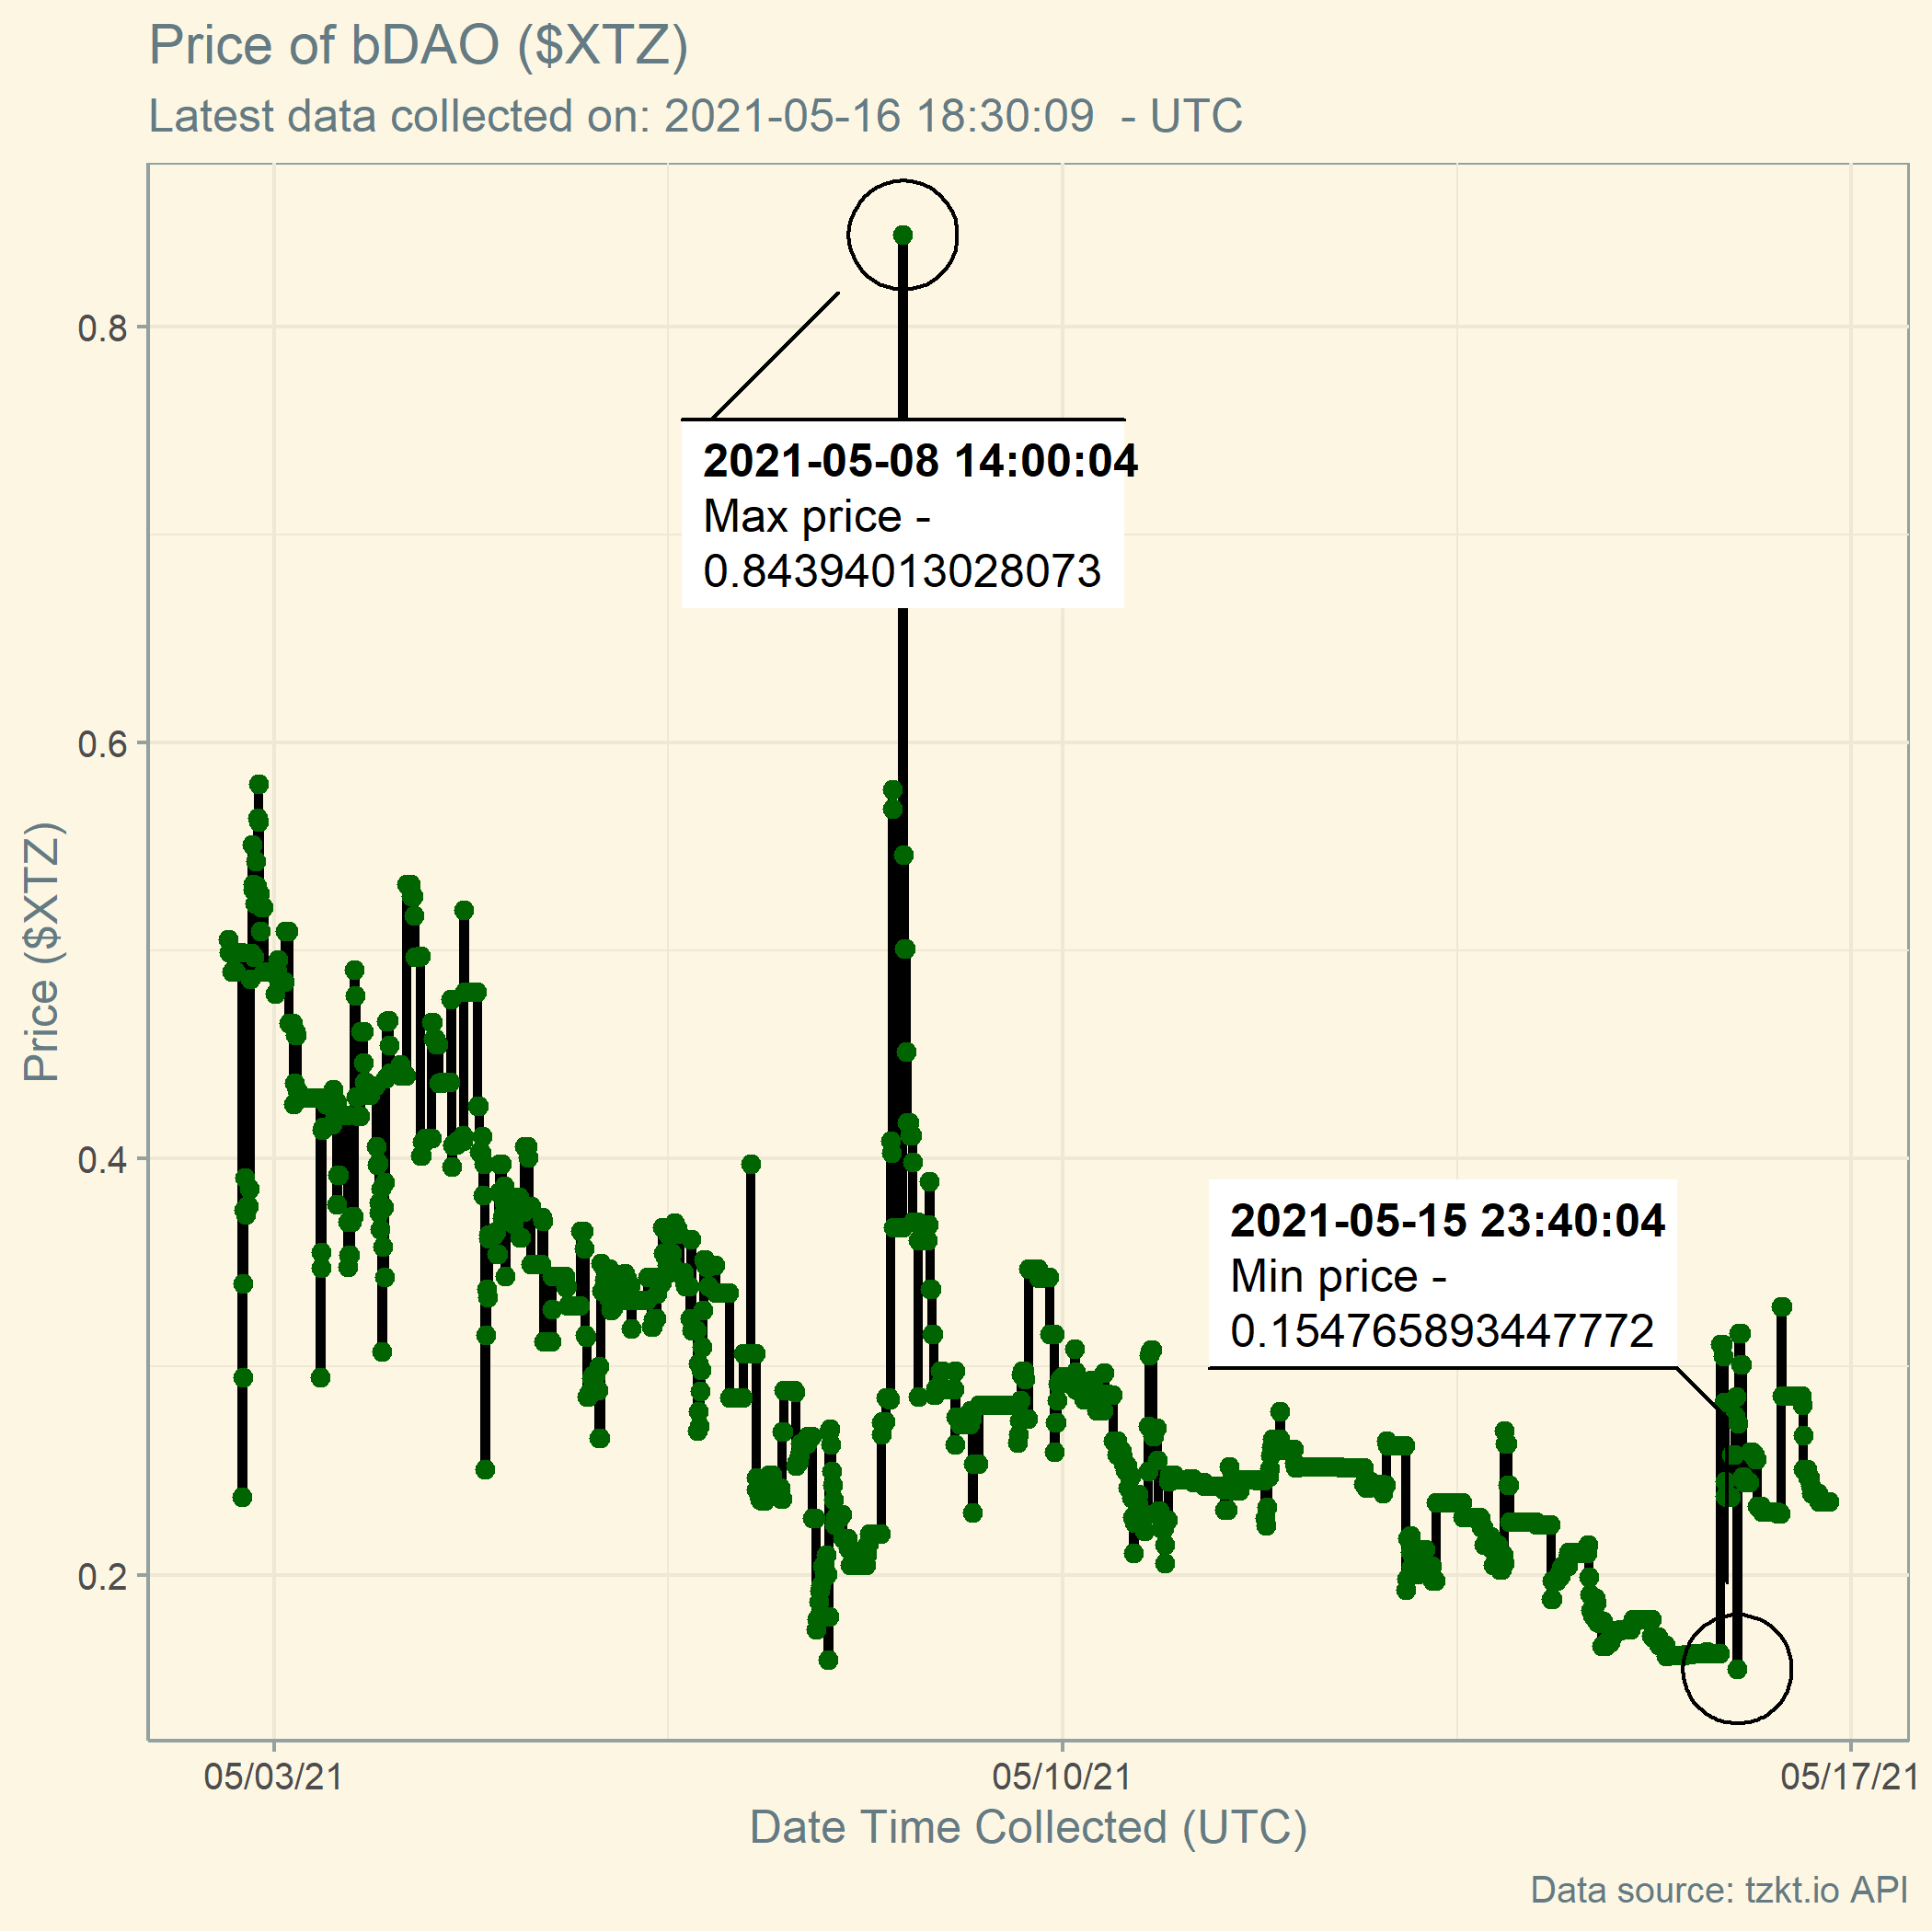 Price of bDAO ($XTZ)
Latest data collected on: 2021-05-16 18:30:09  - UTC
Price ($XTZ)
0.8
0.6
0.4
0.2
2021-05-08 14:00:04
Max price -
0.84394013028073
2021-05-15 23:40:04
Min price -
0.154765893447772
05/03/21
05/10/21
05/17/21
Date Time Collected (UTC)
Data source: tzkt.io API